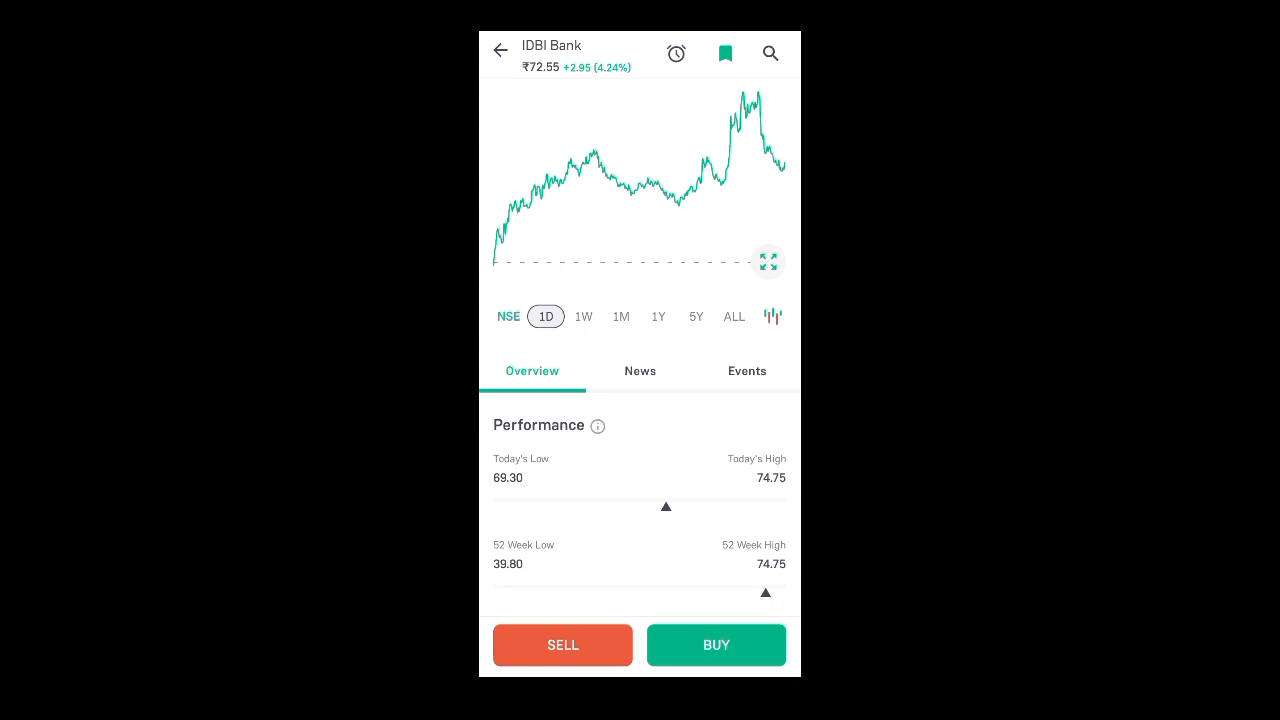 IDBI Bank
₹72.55 +2.95 (4.24%)
NSE 1D 1W 1M 1Y 5Y ALL
Overview News Events
Performance
Today's Low Today's High
69.30 74.75
52 Week Low 52 Week High
39.80 74.75
SELL BUY